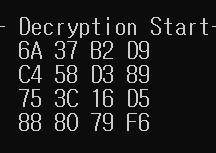 - Decryption Start-
6A 37 B2 D9
C4 58 D3 89
75 3C 16 D5
88 80 79 F6